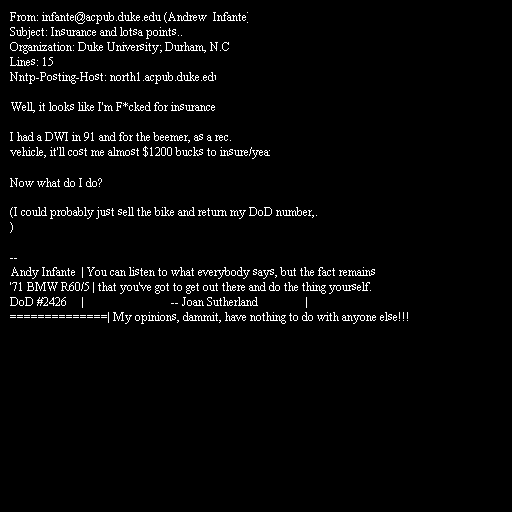 From: infante@acpub.duke.edu (Andrew Infante)
Subject: Insurance and lotsa points..
Organization: Duke University; Durham, N.C
Lines: 15
Nntp-Posting-Host: north1.acpub.duke.edu
Well, it looks like I'm F*cked for insurance
I had a DWI in 91 and for the beemer, as a rec.
vehicle, it'll cost me almost $1200 bucks to insure/yea
Now what do I do?
(I could probably just sell the bike and return my DoD number,.
)
--
Andy Infante | You can listen to what everybody says, but the fact remains
'71 BMW R60/5 | that you've got to get out there and do the thing yourself.
DoD #2426 | -- Joan Sutherland |
==============| My opinions, dammit, have nothing to do with anyone else!!!